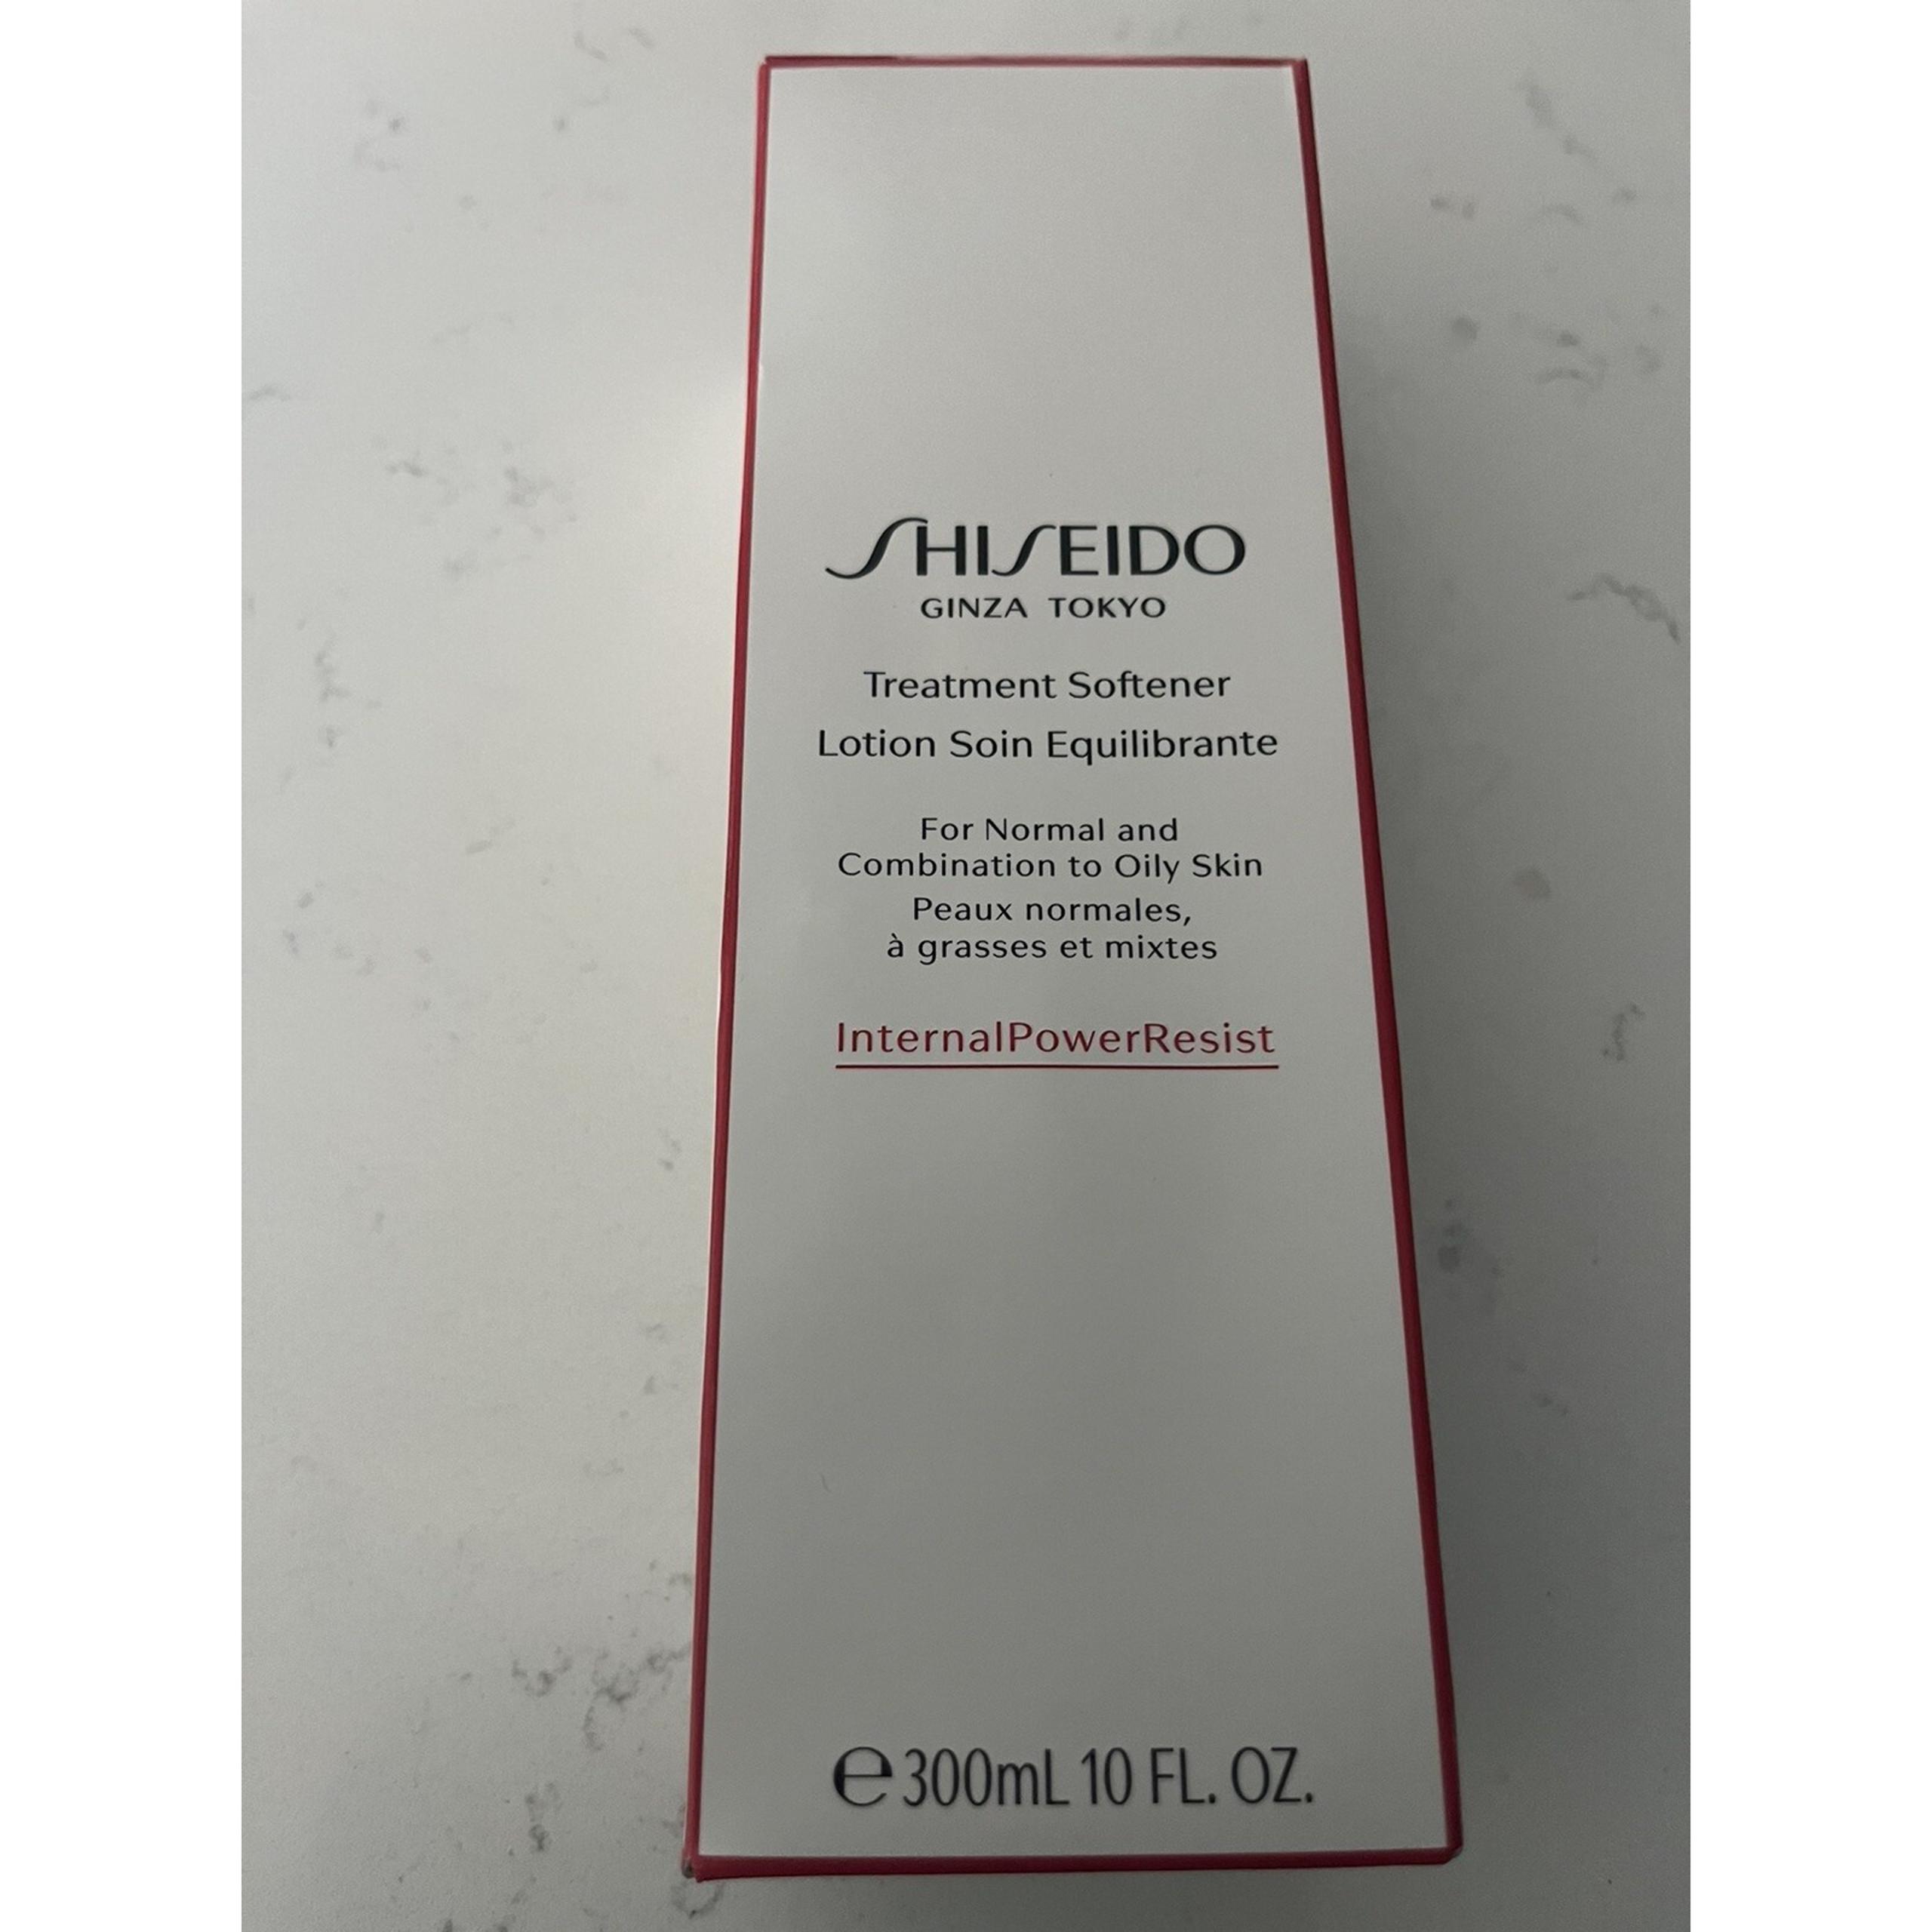 SHISEIDO
GINZA TOKYO
Treatment Softener
Lotion Soin Equilibrante
For Normal and
Combination to Oily Skin
Peaux normales,
à grasses et mixtes
InternalPowerResist
℮300mL 10 FL. OZ.